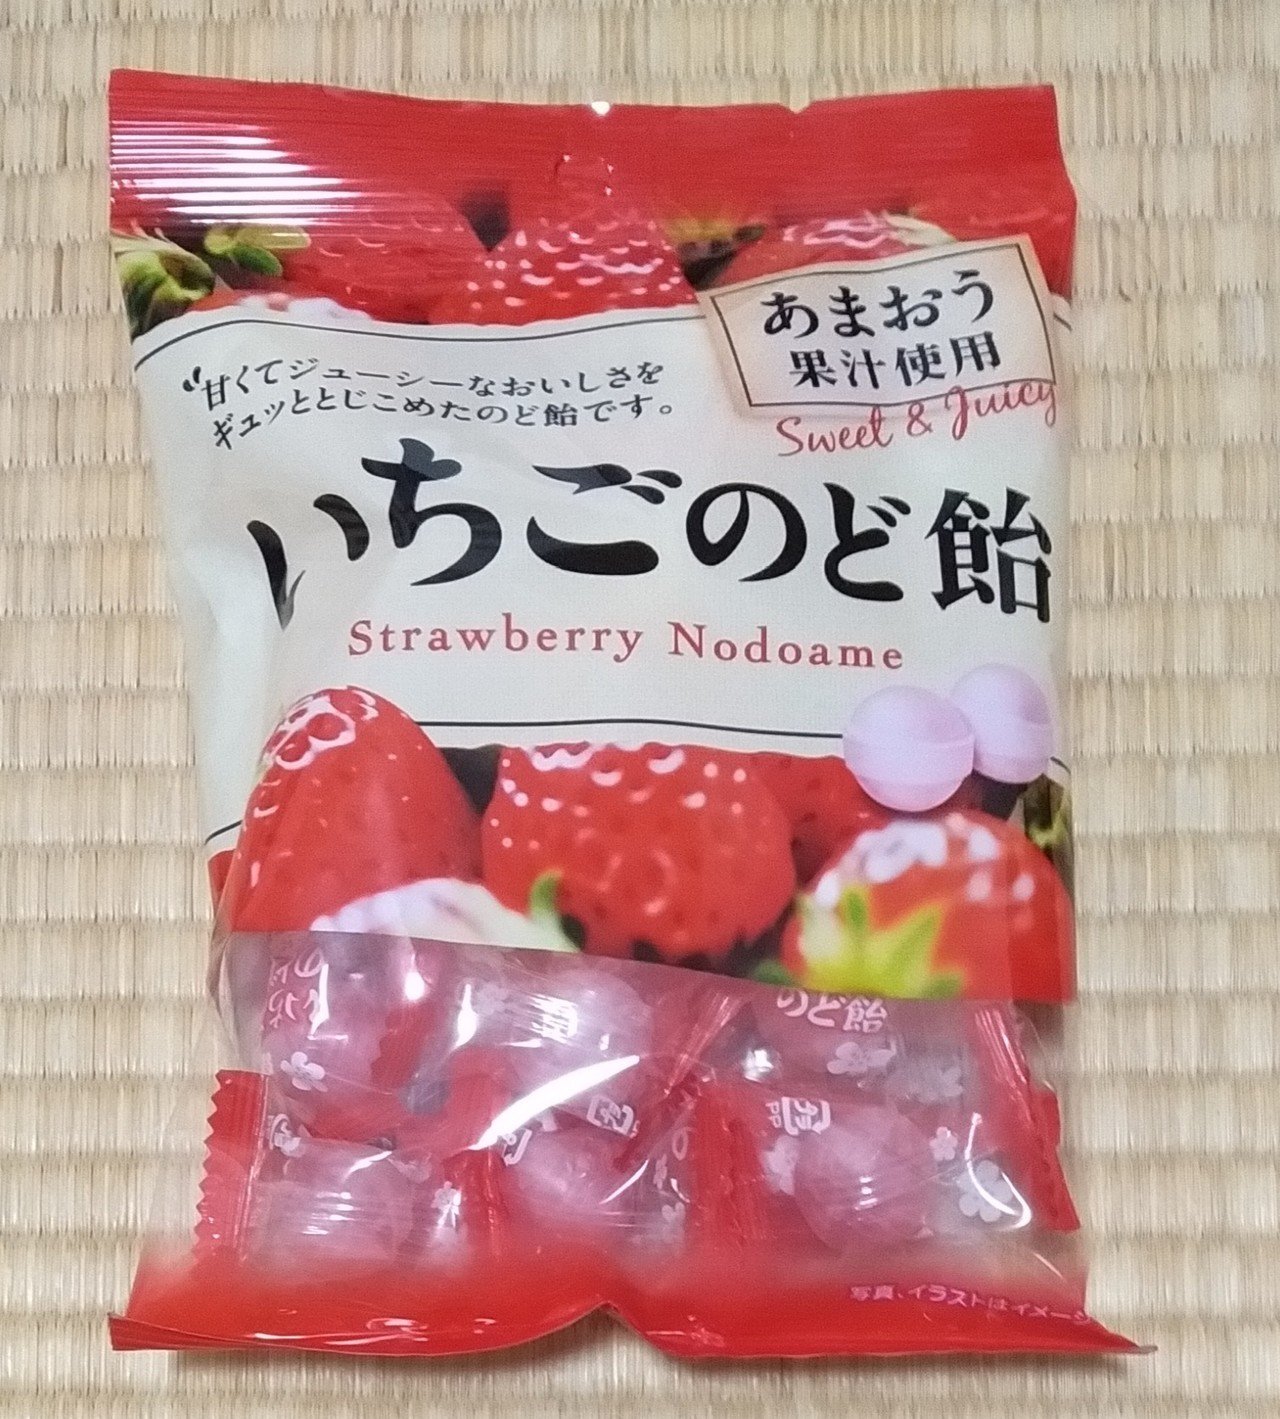 あまおう
果汁使用
Sweet & Juicy
甘くてジューシーなおいしさを
ギュッととじこめたのど飴です。
いちごのど飴
Strawberry Nodoame
のど飴
写真、イラストはイメージ